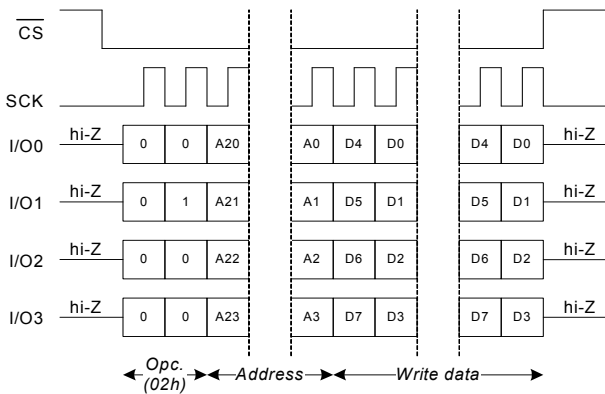 CS
SCK
I/O0 hi-Z 0 0 A20 A0 D4 D0 D4 D0 hi-Z
I/O1 hi-Z 0 1 A21 A1 D5 D1 D5 D1 hi-Z
I/O2 hi-Z 0 0 A22 A2 D6 D2 D6 D2 hi-Z
I/O3 hi-Z 0 0 A23 A3 D7 D3 D7 D3 hi-Z
Opc. Address Write data
(02h)